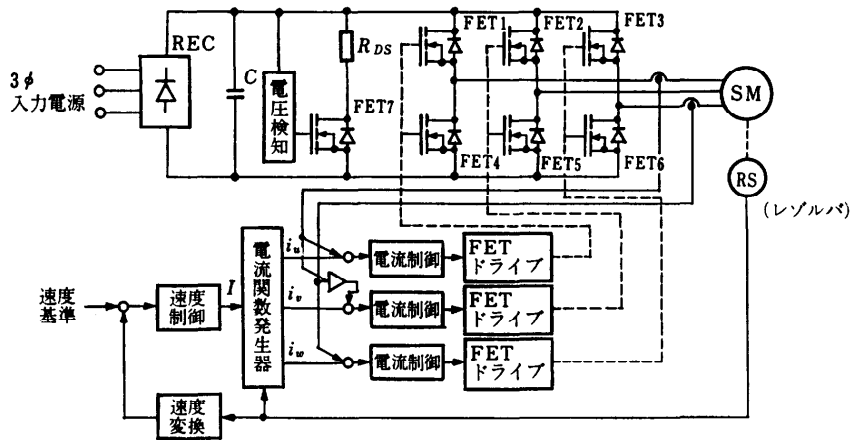 REC
3φ
入力電源
C
電圧検知
R_DS
FET7
FET1
FET2
FET3
FET4
FET5
FET6
SM
RS
(レゾルバ)
速度
基準
速度
制御
I
電流関数発生器
i_u
i_v
i_w
電流制御
電流制御
電流制御
FET
ドライブ
FET
ドライブ
FET
ドライブ
速度
変換